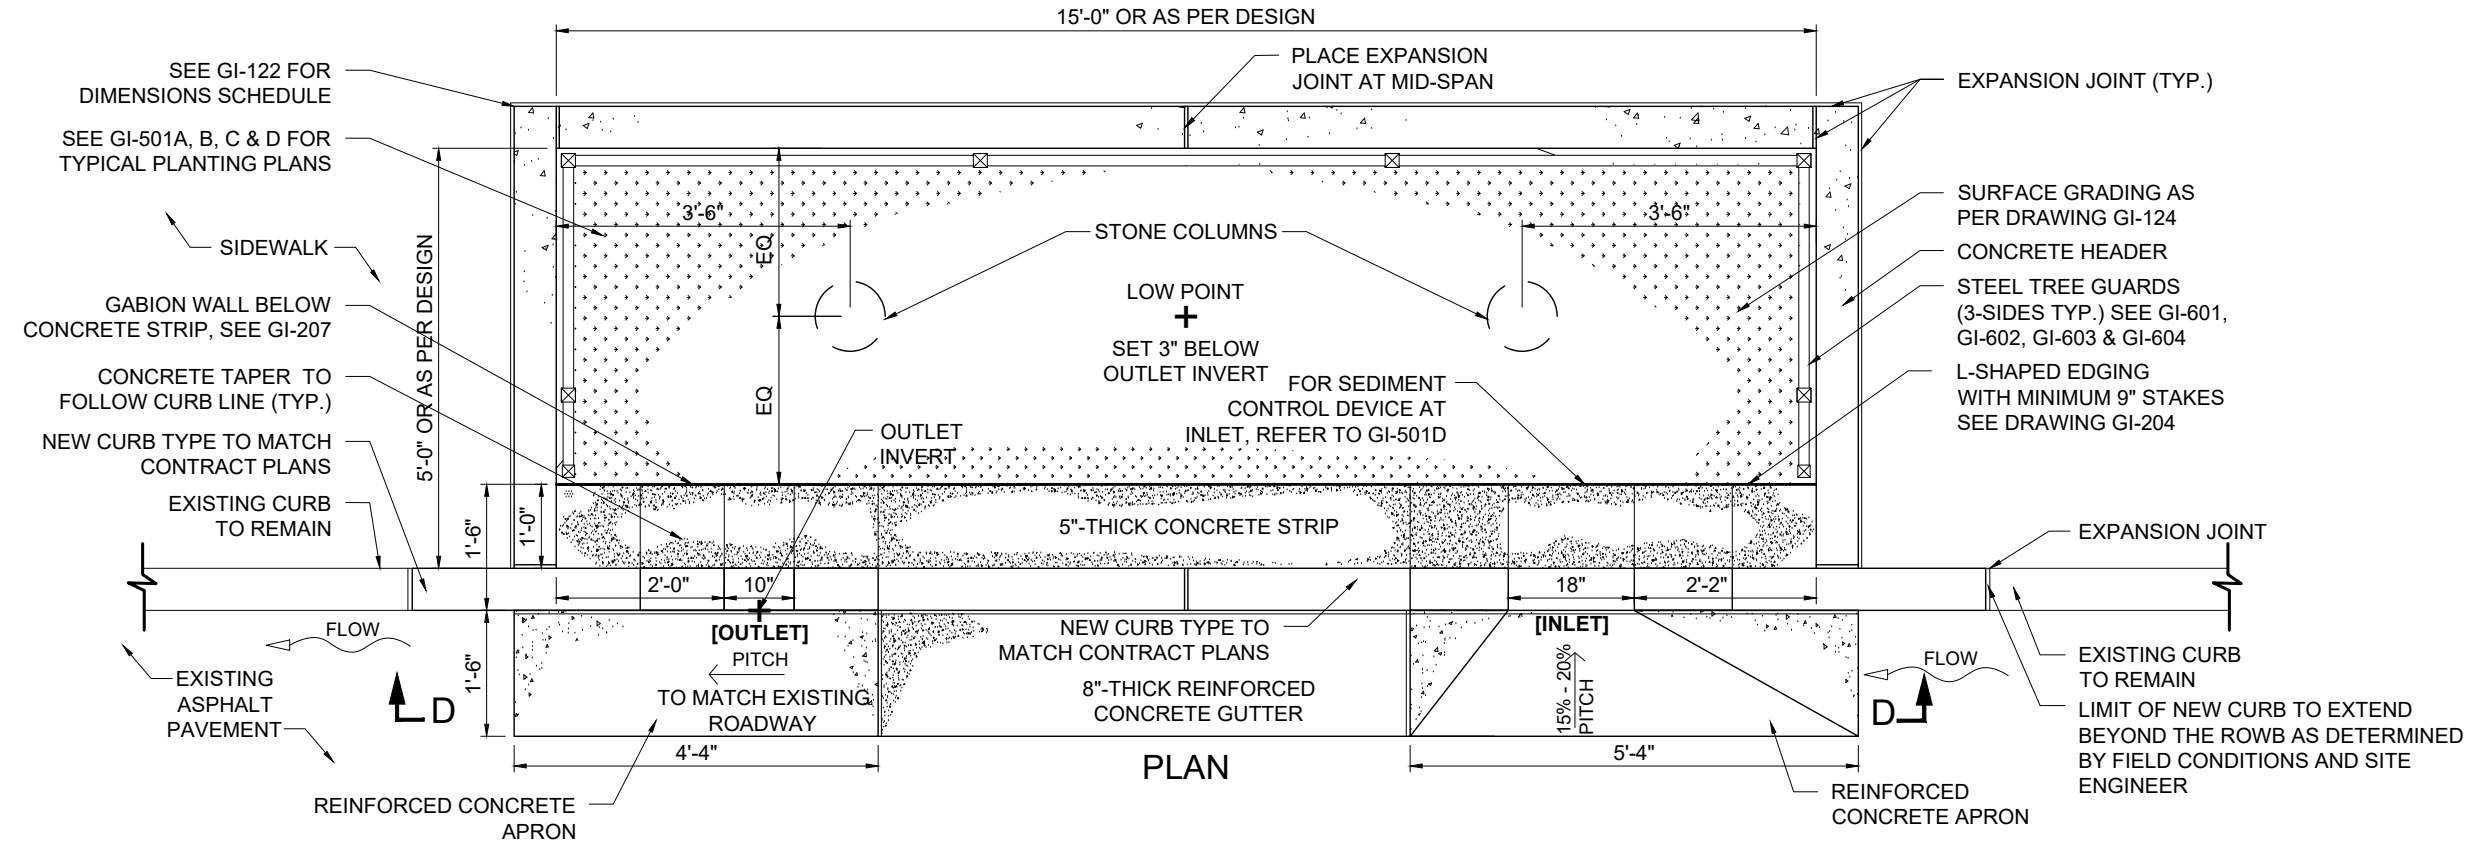 15'-0" OR AS PER DESIGN
SEE GI-122 FOR
DIMENSIONS SCHEDULE
SEE GI-501A, B, C & D FOR
TYPICAL PLANTING PLANS
SIDEWALK
GABION WALL BELOW
CONCRETE STRIP, SEE GI-207
CONCRETE TAPER TO
FOLLOW CURB LINE (TYP.)
NEW CURB TYPE TO MATCH
CONTRACT PLANS
EXISTING CURB
TO REMAIN
FLOW
EXISTING
ASPHALT
PAVEMENT
D
REINFORCED CONCRETE
APRON
5'-0" OR AS PER DESIGN
1'-6"
1'-0"
1'-6"
PLACE EXPANSION
JOINT AT MID-SPAN
3'-6"
EQ
EQ
STONE COLUMNS
3'-6"
LOW POINT
SET 3" BELOW
OUTLET INVERT
FOR SEDIMENT
CONTROL DEVICE AT
INLET, REFER TO GI-501D
OUTLET
INVERT
5"-THICK CONCRETE STRIP
2'-0"
10"
18"
2'-2"
[OUTLET]
PITCH
TO MATCH EXISTING
ROADWAY
NEW CURB TYPE TO
MATCH CONTRACT PLANS
8"-THICK REINFORCED
CONCRETE GUTTER
[INLET]
15% - 20%
PITCH
4'-4"
5'-4"
PLAN
EXPANSION JOINT (TYP.)
SURFACE GRADING AS
PER DRAWING GI-124
CONCRETE HEADER
STEEL TREE GUARDS
(3-SIDES TYP.) SEE GI-601,
GI-602, GI-603 & GI-604
L-SHAPED EDGING
WITH MINIMUM 9" STAKES
SEE DRAWING GI-204
EXPANSION JOINT
FLOW
D
EXISTING CURB
TO REMAIN
LIMIT OF NEW CURB TO EXTEND
BEYOND THE ROWB AS DETERMINED
BY FIELD CONDITIONS AND SITE
ENGINEER
REINFORCED
CONCRETE APRON